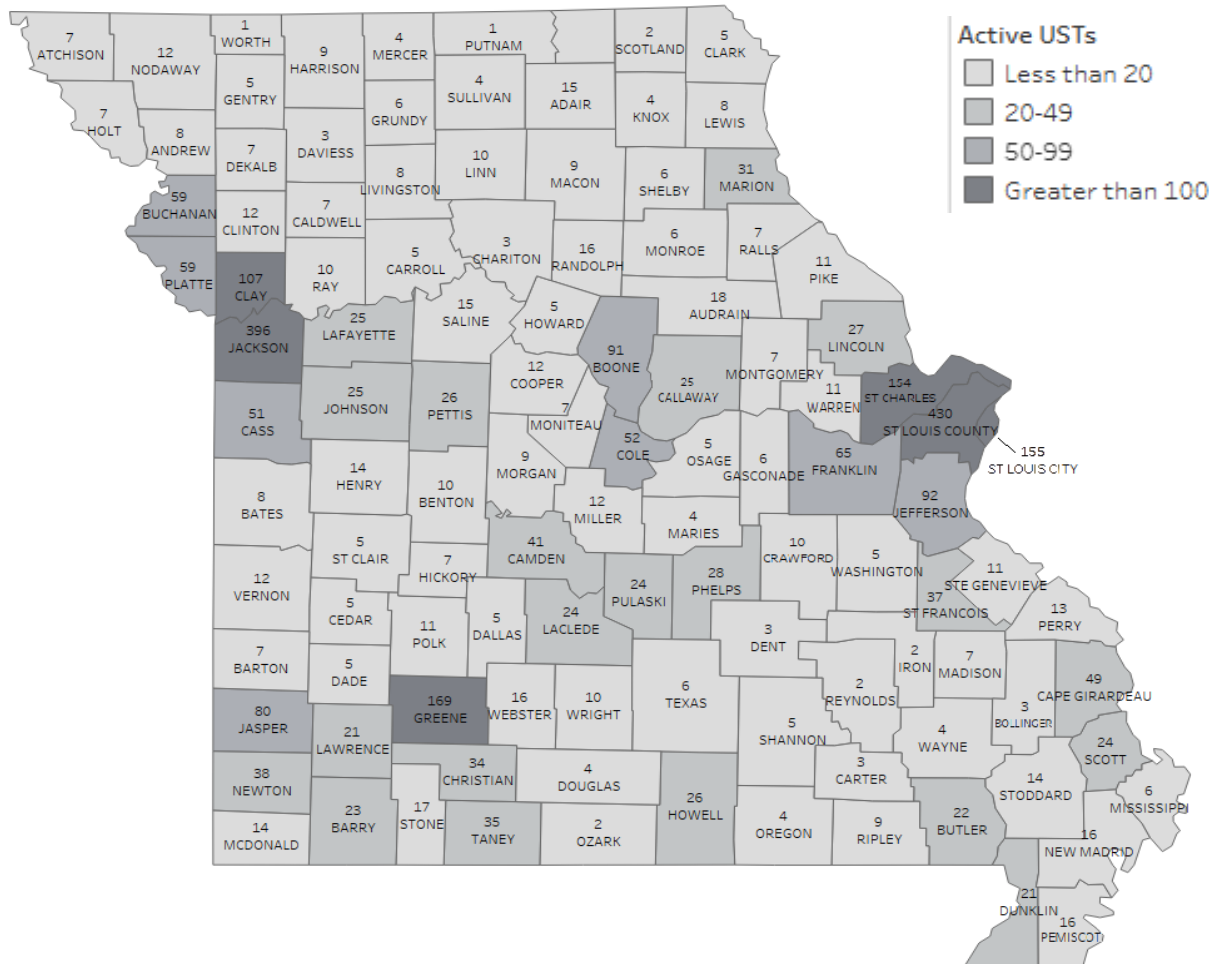 Active USTs
Less than 20
20-49
50-99
Greater than 100
7
ATCHISON
12
NODAWAY
1
WORTH
9
HARRISON
4
MERCER
1
PUTNAM
2
SCOTLAND
5
CLARK
5
GENTRY
4
SULLIVAN
15
ADAIR
4
KNOX
8
LEWIS
7
HOLT
8
ANDREW
7
DEKALB
3
DAVIESS
6
GRUNDY
8
LIVINGSTON
10
LINN
9
MACON
6
SHELBY
31
MARION
59
BUCHANAN
12
CLINTON
7
CALDWELL
5
CARROLL
3
CHARITON
16
RANDOLPH
6
MONROE
7
RALLS
11
PIKE
59
PLATTE
107
CLAY
10
RAY
15
SALINE
5
HOWARD
18
AUDRAIN
27
LINCOLN
396
JACKSON
25
LAFAYETTE
12
COOPER
91
BOONE
25
CALLAWAY
7
MONTGOMERY
11
WARREN
154
ST CHARLES
430
ST LOUIS COUNTY
155
ST LOUIS CITY
51
CASS
25
JOHNSON
26
PETTIS
7
MONITEAU
52
COLE
5
OSAGE
6
GASCONADE
65
FRANKLIN
92
JEFFERSON
8
BATES
14
HENRY
10
BENTON
9
MORGAN
12
MILLER
4
MARIES
5
ST CLAIR
7
HICKORY
41
CAMDEN
24
PULASKI
28
PHELPS
10
CRAWFORD
5
WASHINGTON
37
ST FRANCOIS
11
STE GENEVIEVE
13
PERRY
12
VERNON
5
CEDAR
11
POLK
5
DALLAS
24
LACLEDE
3
DENT
2
IRON
7
MADISON
7
BARTON
5
DADE
169
GREENE
16
WEBSTER
10
WRIGHT
6
TEXAS
5
SHANNON
2
REYNOLDS
4
WAYNE
3
BOLLINGER
49
CAPE GIRARDEAU
80
JASPER
21
LAWRENCE
34
CHRISTIAN
4
DOUGLAS
3
CARTER
14
STODDARD
24
SCOTT
6
MISSISSIPPI
38
NEWTON
23
BARRY
17
STONE
35
TANEY
2
OZARK
26
HOWELL
4
OREGON
9
RIPLEY
22
BUTLER
14
MCDONALD
16
NEW MADRID
21
DUNKLIN
16
PEMISCOT